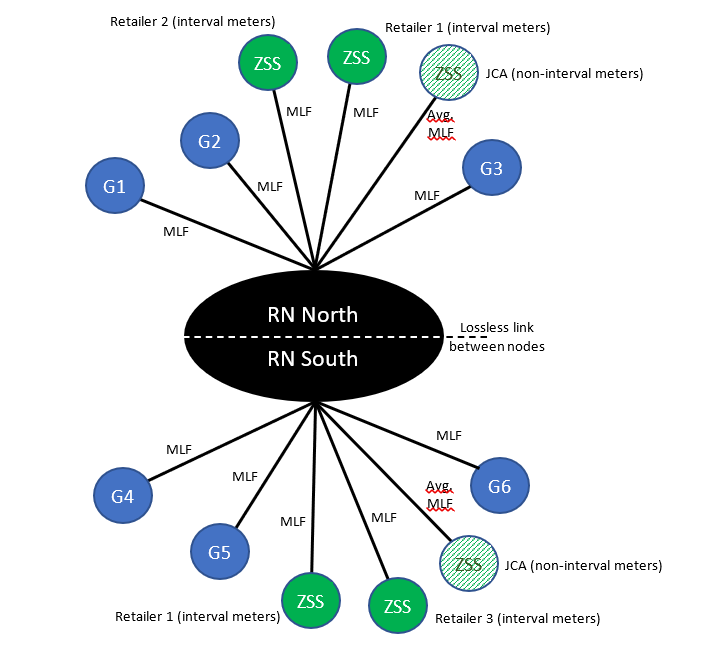 Retailer 2 (interval meters)
Retailer 1 (interval meters)
ZSS
ZSS
ZSS
JCA (non-interval meters)
MLF
MLF
Avg.
MLF
G2
G3
G1
MLF
MLF
MLF
RN North
Lossless link
between nodes
RN South
MLF
MLF
MLF
Avg.
MLF
G4
G6
MLF
MLF
G5
ZSS
JCA (non-interval meters)
ZSS
ZSS
Retailer 1 (interval meters)
Retailer 3 (interval meters)